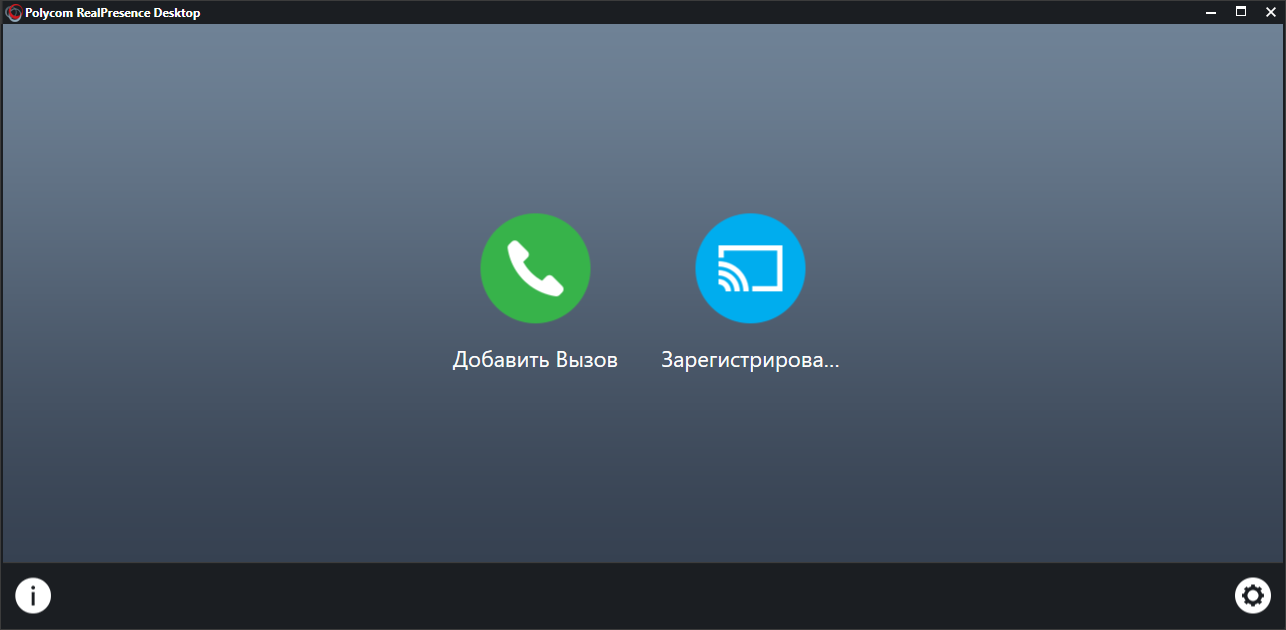 Polycom RealPresence Desktop
Добавить Вызов
Зарегистрирова...